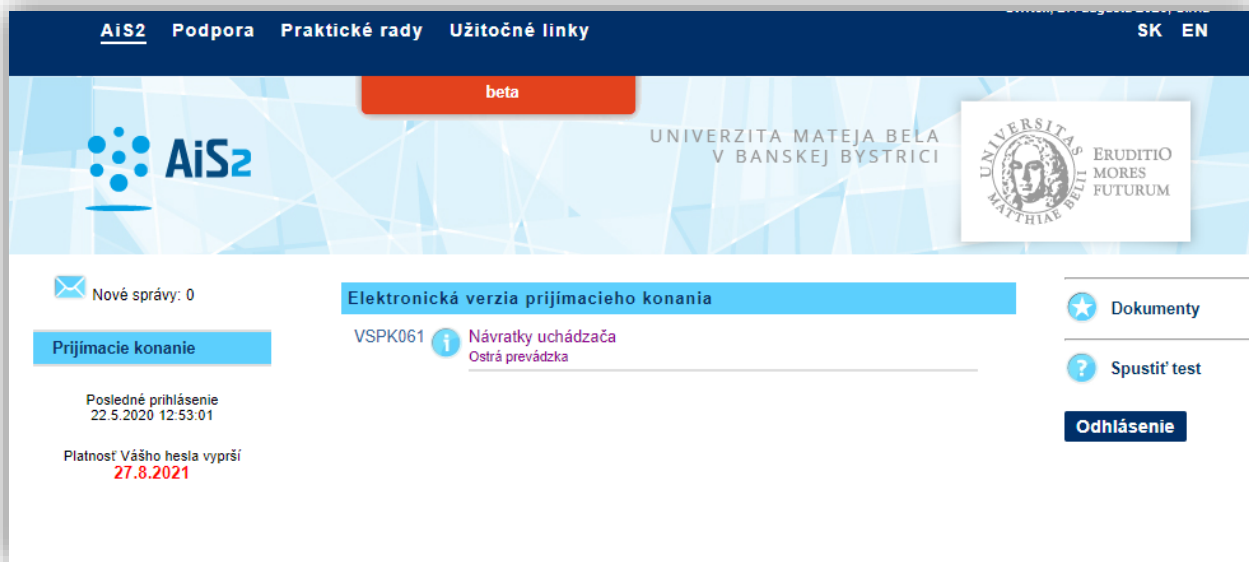 AiS2 Podpora Praktické rady Užitočné linky
SK EN
beta
AiS2
UNIVERZITA MATEJA BELA
V BANSKEJ BYSTRICI
UNIVERSITAS MATTHIAE BELII
ERUDITIO
MORES
FUTURUM
Nové správy: 0
Prijímacie konanie
Posledné prihlásenie
22.5.2020 12:53:01
Platnosť Vášho hesla vyprší
27.8.2021
Elektronická verzia prijímacieho konania
VSPK061 Návratky uchádzača
Ostrá prevádzka
Dokumenty
Spustiť test
Odhlásenie